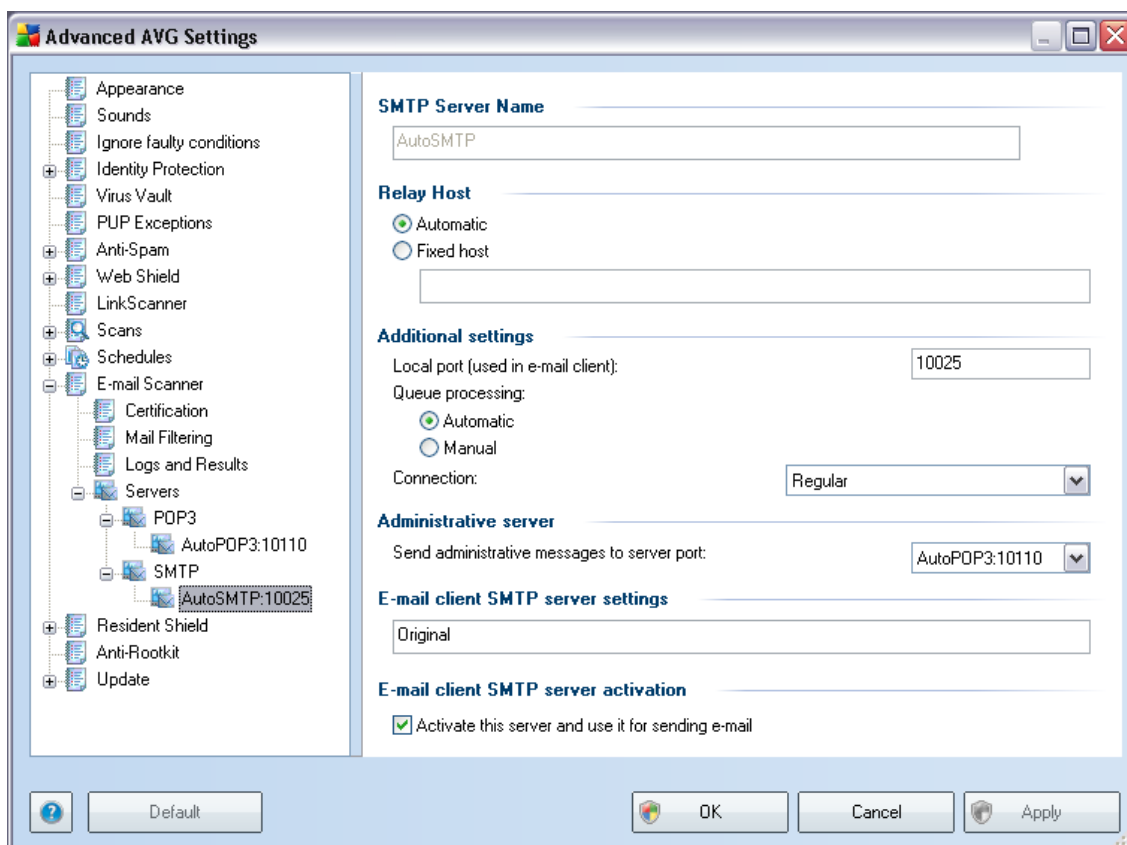 Advanced AVG Settings
Appearance
Sounds
Ignore faulty conditions
Identity Protection
Virus Vault
PUP Exceptions
Anti-Spam
Web Shield
LinkScanner
Scans
Schedules
E-mail Scanner
Certification
Mail Filtering
Logs and Results
Servers
POP3
AutoPOP3:10110
SMTP
AutoSMTP:10025
Resident Shield
Anti-Rootkit
Update
SMTP Server Name
AutoSMTP
Relay Host
Automatic
Fixed host
Additional settings
Local port (used in e-mail client):
10025
Queue processing:
Automatic
Manual
Connection:
Regular
Administrative server
Send administrative messages to server port:
AutoPOP3:10110
E-mail client SMTP server settings
Original
E-mail client SMTP server activation
Activate this server and use it for sending e-mail
Default
OK
Cancel
Apply